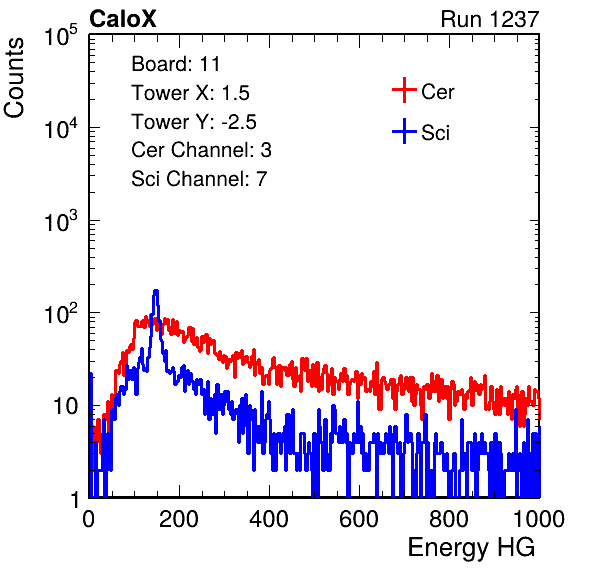 CaloX Run 1237
Counts
Board: 11
Tower X: 1.5
Tower Y: -2.5
Cer Channel: 3
Sci Channel: 7
Cer
Sci
10^5
10^4
10^3
10^2
10
1
0 200 400 600 800 1000
Energy HG